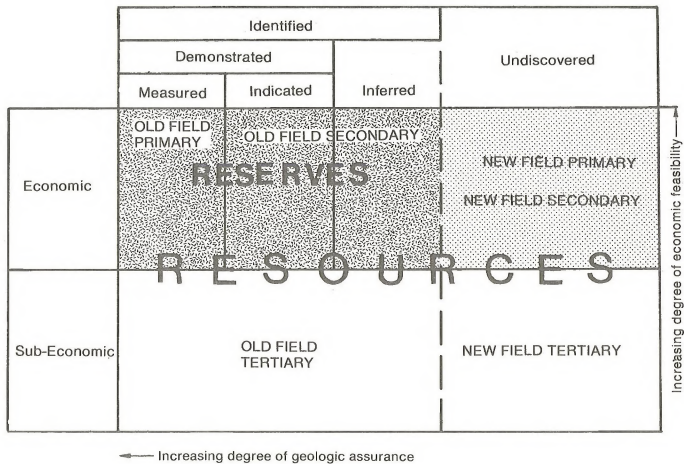 Identified
Demonstrated
Undiscovered
Measured
Indicated
Inferred
OLD FIELD
PRIMARY
OLD FIELD SECONDARY
RESERVES
NEW FIELD PRIMARY
Economic
NEW FIELD SECONDARY
RESOURCES
Sub-Economic
OLD FIELD
TERTIARY
NEW FIELD TERTIARY
Increasing degree of economic feasibility
Increasing degree of geologic assurance